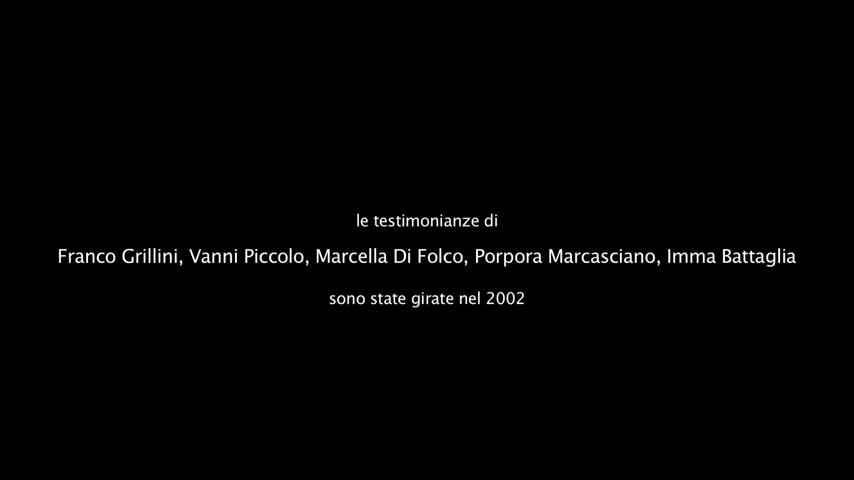 le testimonianze di
Franco Grillini, Vanni Piccolo, Marcella Di Folco, Porpora Marcasciano, Imma Battaglia
sono state girate nel 2002